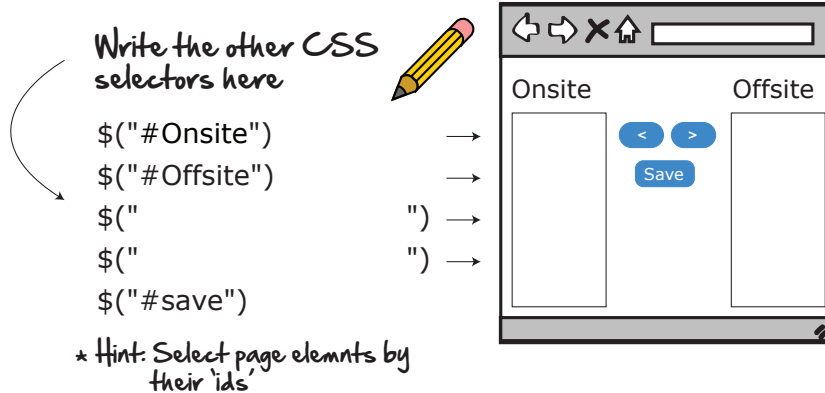 Write the other CSS
selectors here
$("#Onsite")
$("#Offsite")
$(" ")
$(" ")
$("#save")
* Hint: Select page elemnts by
their 'ids'
Onsite Offsite
< >
Save